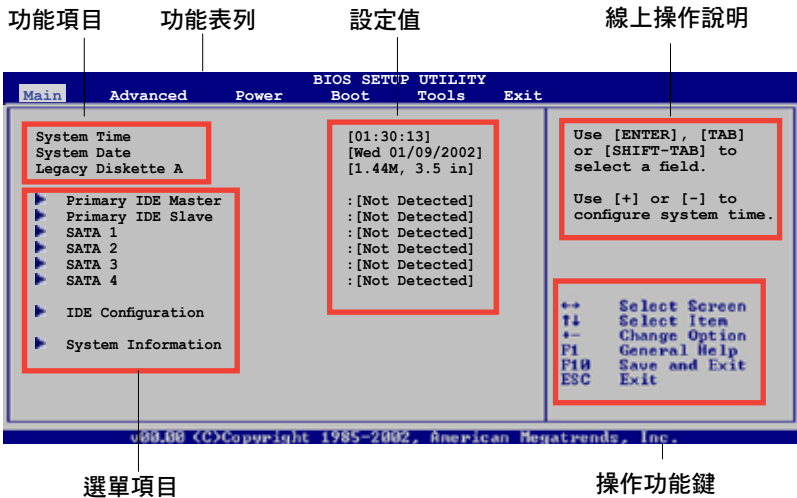 功能項目 功能表列 設定值 線上操作說明
BIOS SETUP UTILITY
Main Advanced Power Boot Tools Exit
System Time [01:30:13]
System Date [Wed 01/09/2002]
Legacy Diskette A [1.44M, 3.5 in]
Primary IDE Master :[Not Detected]
Primary IDE Slave :[Not Detected]
SATA 1 :[Not Detected]
SATA 2 :[Not Detected]
SATA 3 :[Not Detected]
SATA 4 :[Not Detected]
IDE Configuration
System Information
Use [ENTER], [TAB]
or [SHIFT-TAB] to
select a field.
Use [+] or [-] to
configure system time.
↔ Select Screen
↑↓ Select Item
+- Change Option
F1 General Help
F10 Save and Exit
ESC Exit
v00.00 (C)Copyright 1985-2002, American Megatrends, Inc.
選單項目 操作功能鍵